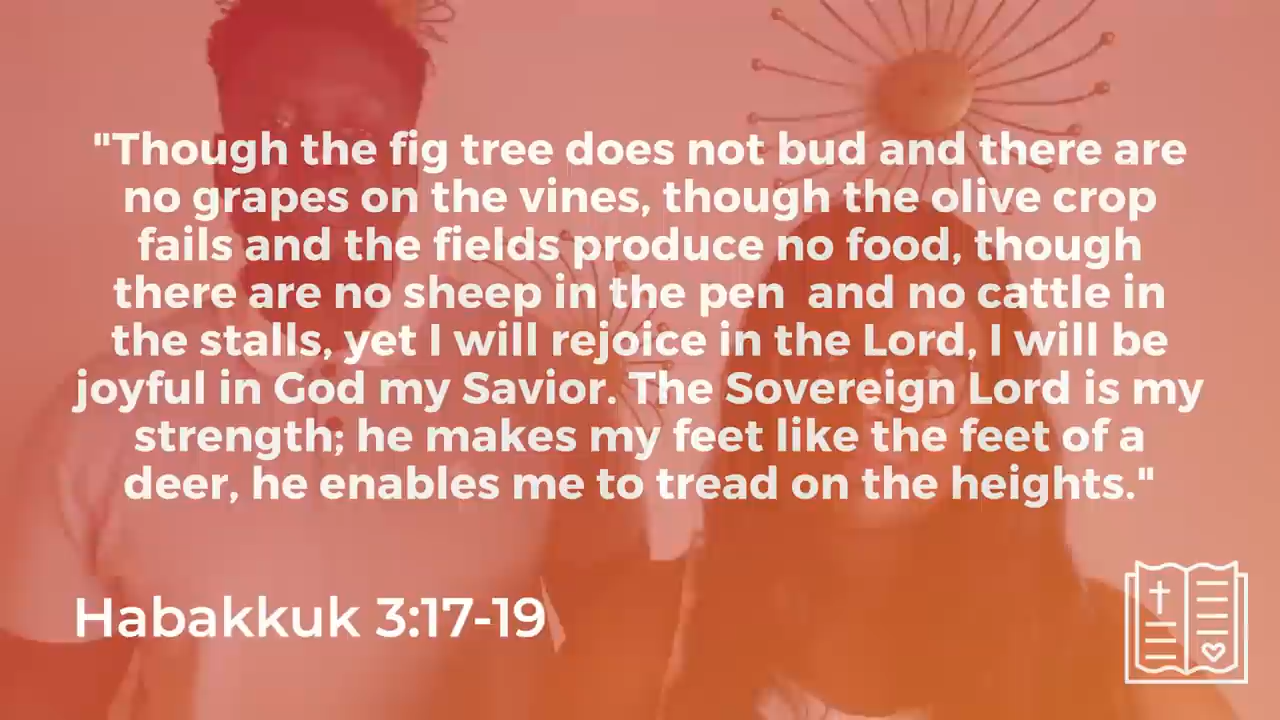 "Though the fig tree does not bud and there are
no grapes on the vines, though the olive crop
fails and the fields produce no food, though
there are no sheep in the pen  and no cattle in
the stalls, yet I will rejoice in the Lord, I will be
joyful in God my Savior. The Sovereign Lord is my
strength; he makes my feet like the feet of a
deer, he enables me to tread on the heights."
Habakkuk 3:17-19